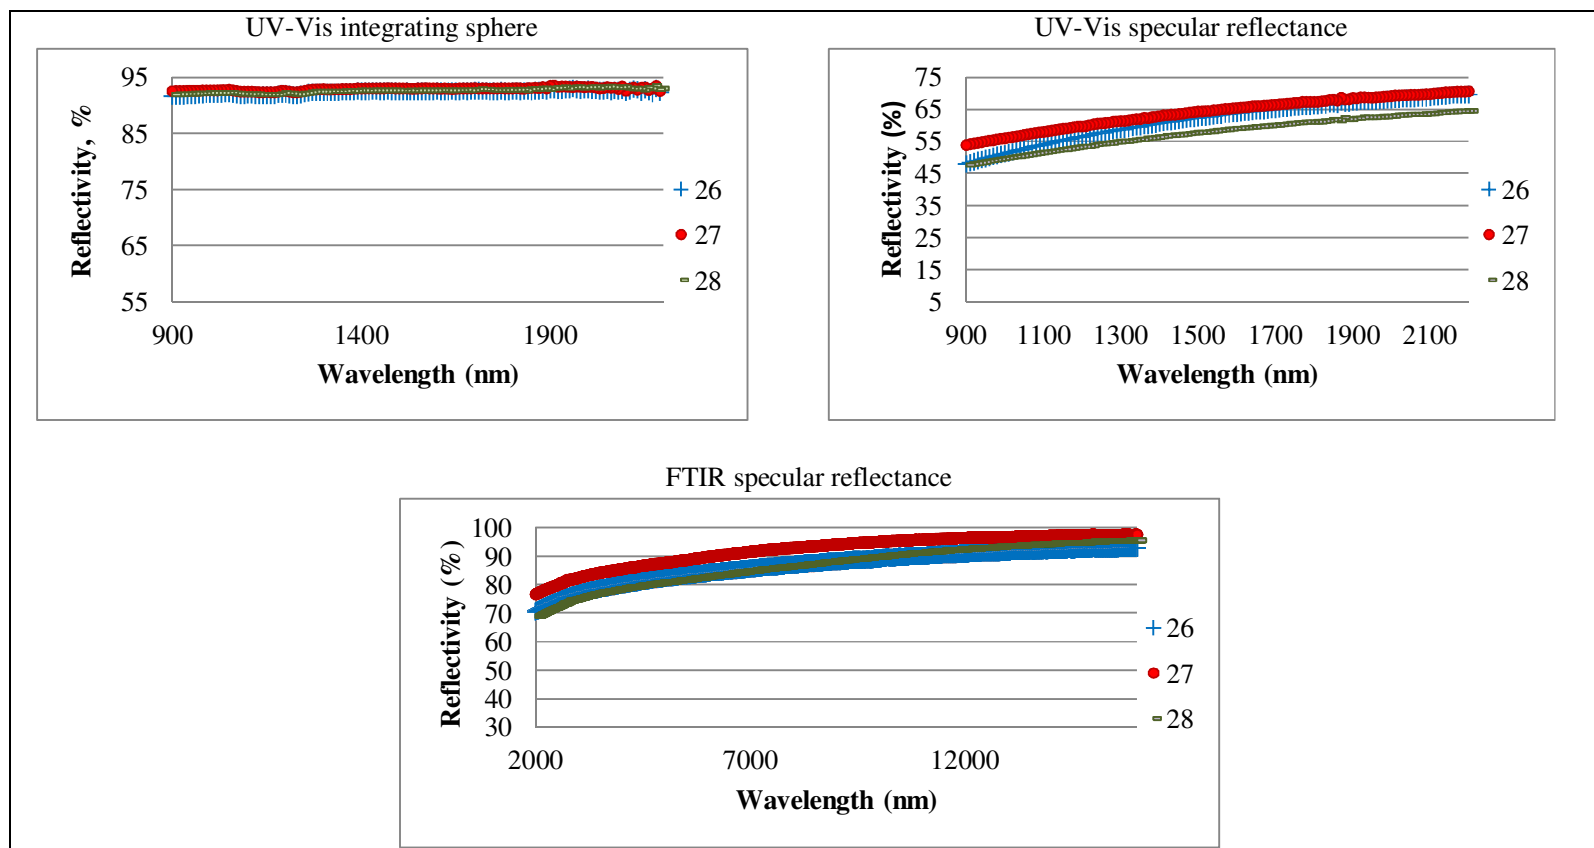 UV-Vis integrating sphere
95
85
75
65
55
Reflectivity, %
900 1400 1900
Wavelength (nm)
26
27
28
UV-Vis specular reflectance
75
65
55
45
35
25
15
5
Reflectivity (%)
900 1100 1300 1500 1700 1900 2100
Wavelength (nm)
26
27
28
FTIR specular reflectance
100
90
80
70
60
50
40
30
Reflectivity (%)
2000 7000 12000
Wavelength (nm)
26
27
28